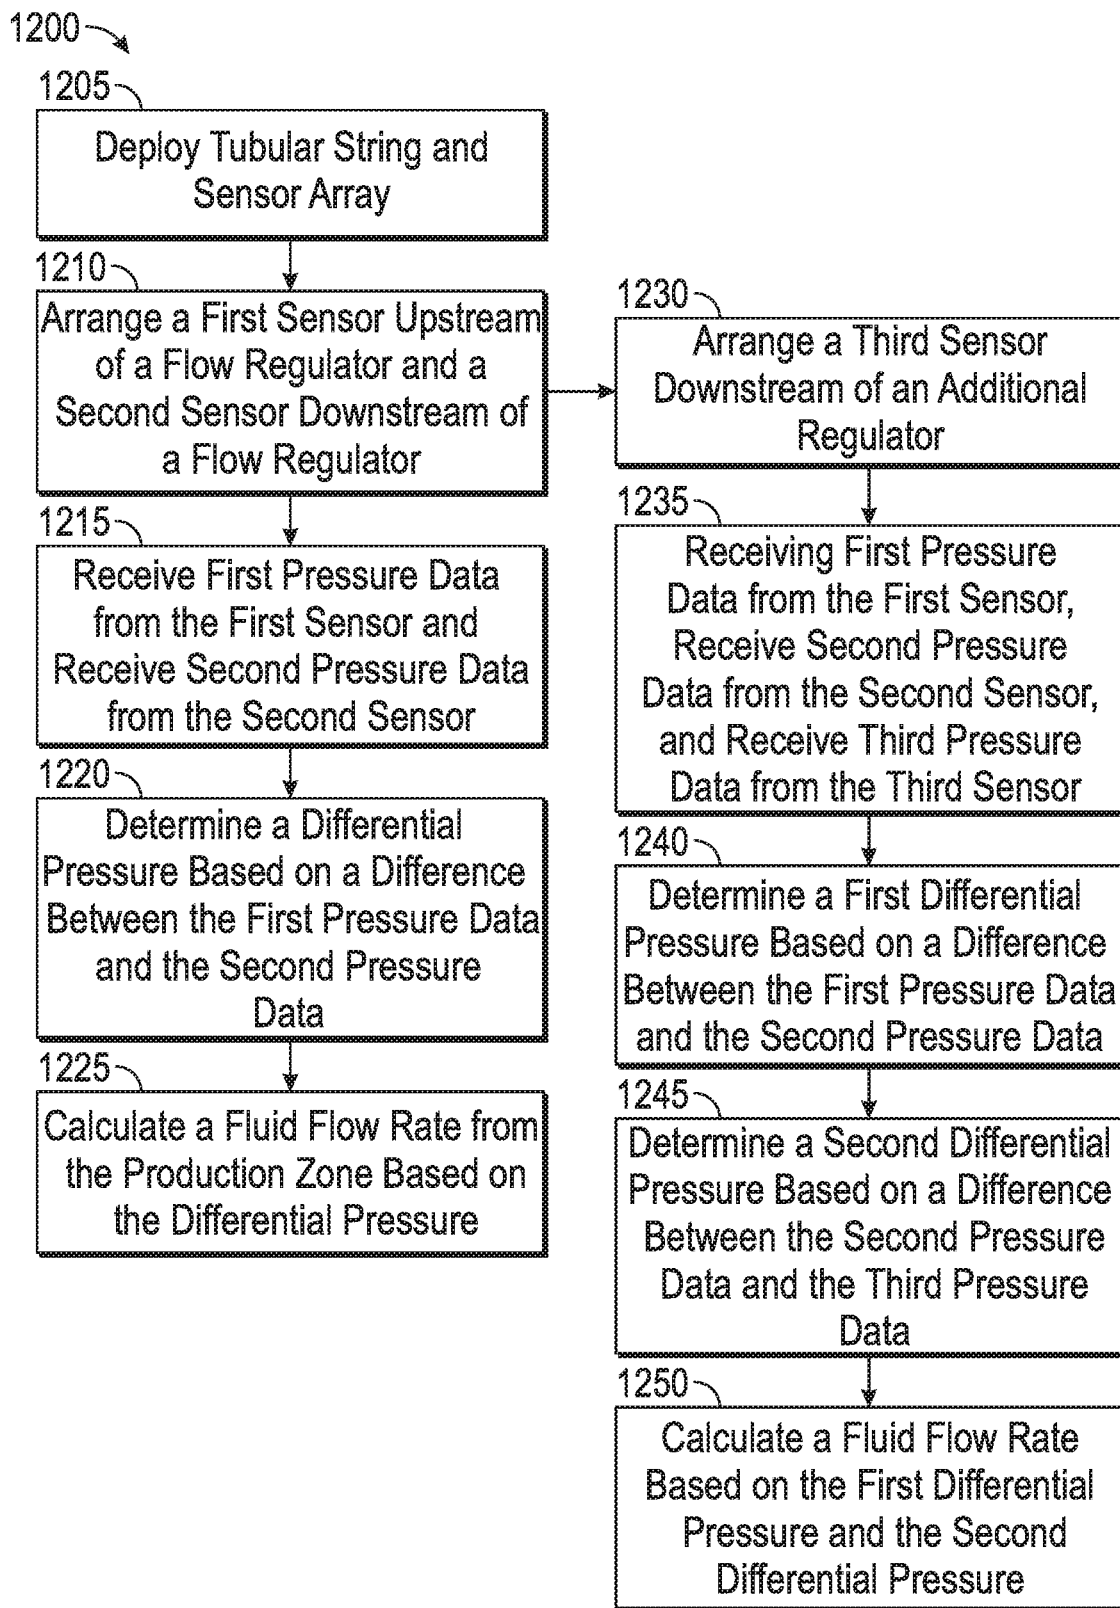 1200
1205
Deploy Tubular String and
Sensor Array
1210
Arrange a First Sensor Upstream
of a Flow Regulator and a
Second Sensor Downstream of
a Flow Regulator
1215
Receive First Pressure Data
from the First Sensor and
Receive Second Pressure Data
from the Second Sensor
1220
Determine a Differential
Pressure Based on a Difference
Between the First Pressure Data
and the Second Pressure
Data
1225
Calculate a Fluid Flow Rate from
the Production Zone Based on
the Differential Pressure
1230
Arrange a Third Sensor
Downstream of an Additional
Regulator
1235
Receiving First Pressure
Data from the First Sensor,
Receive Second Pressure
Data from the Second Sensor,
and Receive Third Pressure
Data from the Third Sensor
1240
Determine a First Differential
Pressure Based on a Difference
Between the First Pressure Data
and the Second Pressure Data
1245
Determine a Second Differential
Pressure Based on a Difference
Between the Second Pressure
Data and the Third Pressure
Data
1250
Calculate a Fluid Flow Rate
Based on the First Differential
Pressure and the Second
Differential Pressure